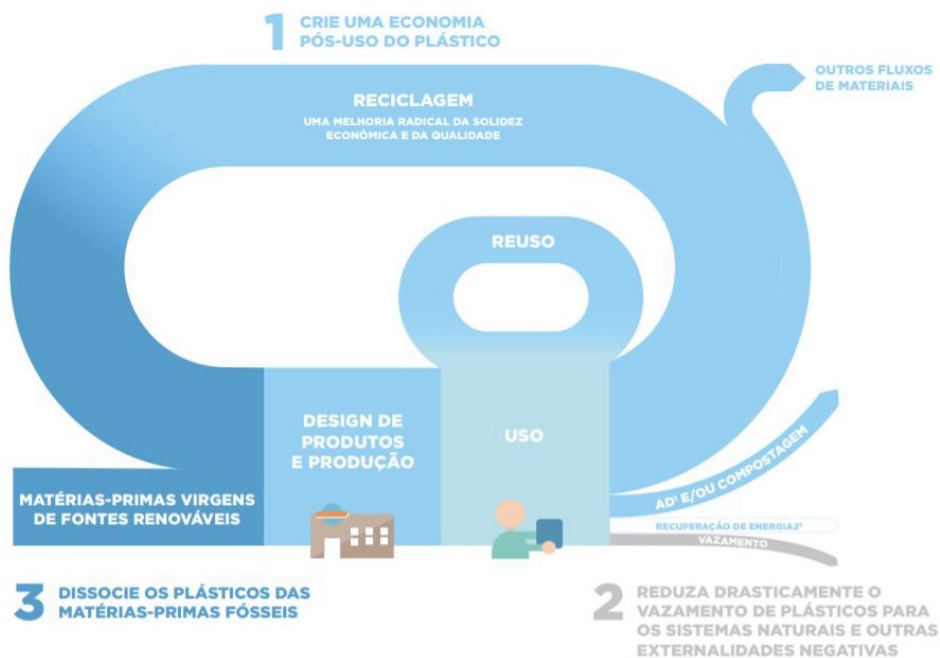 1 CRIE UMA ECONOMIA
PÓS-USO DO PLÁSTICO
OUTROS FLUXOS
DE MATERIAIS
RECICLAGEM
UMA MELHORIA RADICAL DA SOLIDEZ
ECONÔMICA E DA QUALIDADE
REUSO
DESIGN DE
PRODUTOS
E PRODUÇÃO
USO
MATÉRIAS-PRIMAS VIRGENS
DE FONTES RENOVÁVEIS
AD¹ E/OU COMPOSTAGEM
RECUPERAÇÃO DE ENERGIA2²
VAZAMENTO
3 DISSOCIE OS PLÁSTICOS DAS
MATÉRIAS-PRIMAS FÓSSEIS
2 REDUZA DRASTICAMENTE O
VAZAMENTO DE PLÁSTICOS PARA
OS SISTEMAS NATURAIS E OUTRAS
EXTERNALIDADES NEGATIVAS